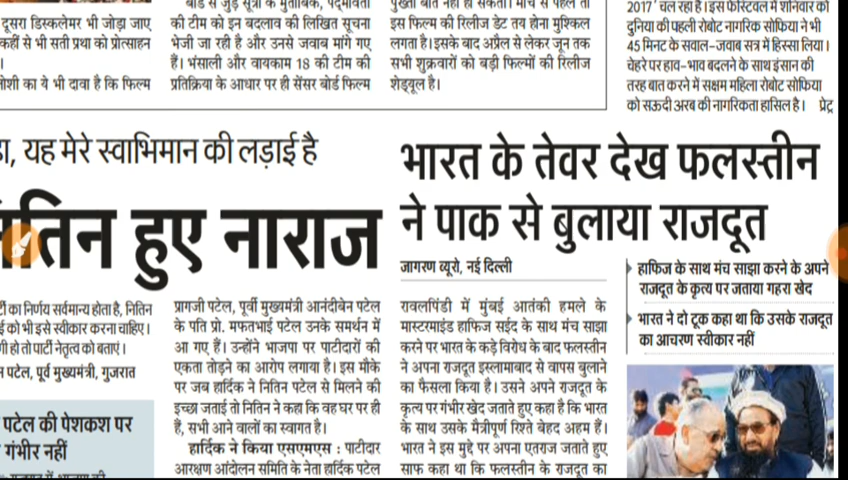 दूसरा डिस्कलेमर भी जोड़ा जाए
कहीं से भी सती प्रथा को प्रोत्साहन
जोशी का ये भी दावा है कि फिल्म
बोर्ड से जुड़े सूत्रों के मुताबिक, पद्मावती
की टीम को इन बदलाव की लिखित सूचना
भेजी जा रही है और उनसे जवाब मांगे गए
हैं। भंसाली और वायकाम 18 की टीम की
प्रतिक्रिया के आधार पर ही सेंसर बोर्ड फिल्म
पुख्ता बात नहीं हो सकती। मार्च से पहले तो
इस फिल्म की रिलीज डेट तय होना मुश्किल
लगता है। इसके बाद अप्रैल से लेकर जून तक
सभी शुक्रवारों को बड़ी फिल्मों की रिलीज
शेड्यूल है।
2017' चल रहा है। इस फेस्टिवल में शनिवार को
दुनिया की पहली रोबोट नागरिक सोफिया ने भी
45 मिनट के सवाल-जवाब सत्र में हिस्सा लिया।
चेहरे पर हाव-भाव बदलने के साथ इंसान की
तरह बात करने में सक्षम महिला रोबोट सोफिया
को सऊदी अरब की नागरिकता हासिल है। प्रेट्र
यह मेरे स्वाभिमान की लड़ाई है
नितिन हुए नाराज
र्टी का निर्णय सर्वमान्य होता है, नितिन
को भी इसे स्वीकार करना चाहिए।
हो तो पार्टी नेतृत्व को बताएं।
पटेल, पूर्व मुख्यमंत्री, गुजरात
पटेल की पेशकश पर
गंभीर नहीं
प्रागजी पटेल, पूर्वी मुख्यमंत्री आनंदीबेन पटेल
के पति प्रो. मफतभाई पटेल उनके समर्थन में
आ गए हैं। उन्होंने भाजपा पर पाटीदारों की
एकता तोड़ने का आरोप लगाया है। इस मौके
पर जब हार्दिक ने नितिन पटेल से मिलने की
इच्छा जताई तो नितिन ने कहा कि वह घर पर ही
हैं, सभी आने वालों का स्वागत है।
हार्दिक ने किया एसएमएस : पाटीदार
आरक्षण आंदोलन समिति के नेता हार्दिक पटेल
भारत के तेवर देख फलस्तीन
ने पाक से बुलाया राजदूत
जागरण ब्यूरो, नई दिल्ली
रावलपिंडी में मुंबई आतंकी हमले के
मास्टरमाइंड हाफिज सईद के साथ मंच साझा
करने पर भारत के कड़े विरोध के बाद फलस्तीन
ने अपना राजदूत इस्लामाबाद से वापस बुलाने
का फैसला किया है। उसने अपने राजदूत के
कृत्य पर गंभीर खेद जताते हुए कहा है कि भारत
के साथ उसके मैत्रीपूर्ण रिश्ते बेहद अहम हैं।
भारत ने इस मुद्दे पर अपना एतराज जताते हुए
साफ कहा था कि फलस्तीन के राजदूत का
हाफिज के साथ मंच साझा करने के अपने
राजदूत के कृत्य पर जताया गहरा खेद
भारत ने दो टूक कहा था कि उसके राजदूत
का आचरण स्वीकार नहीं